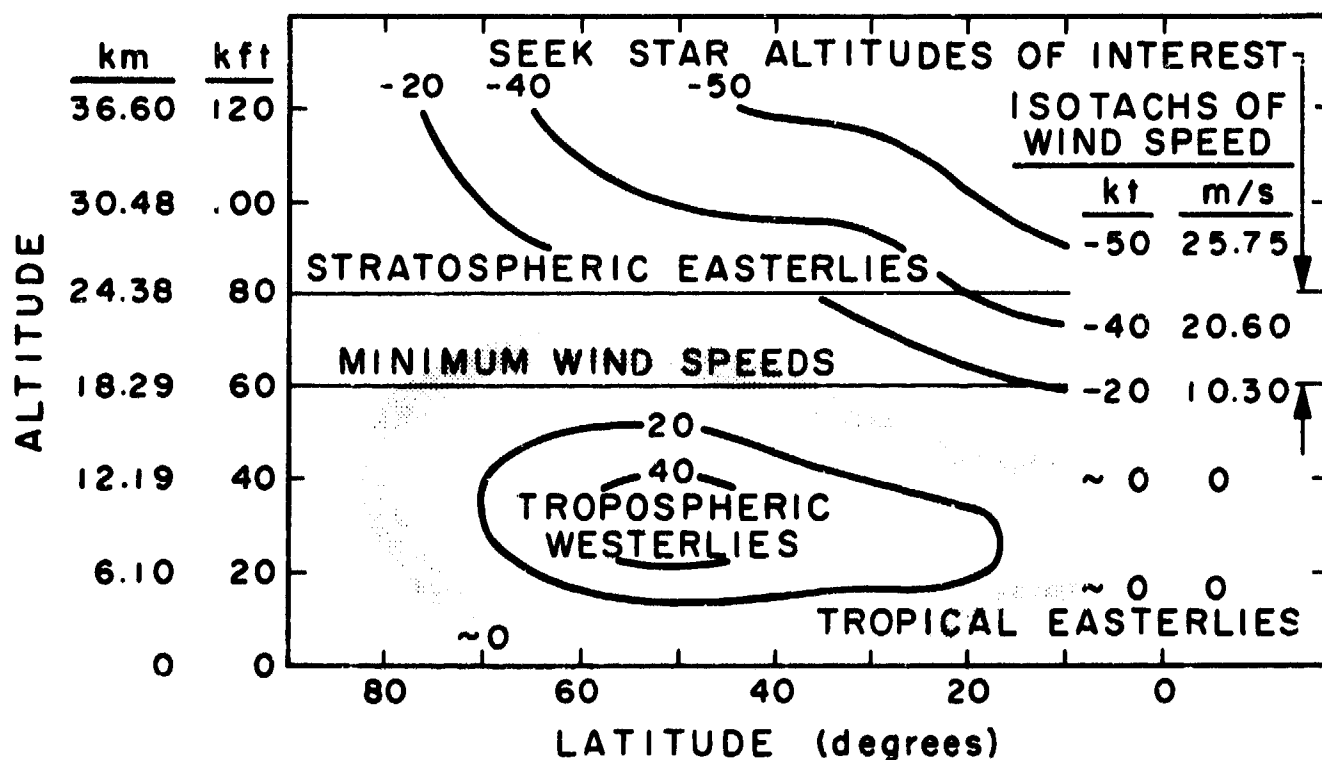 km kft SEEK STAR ALTITUDES OF INTEREST
-20 -40 -50
36.60 120 ISOTACHS OF
WIND SPEED
30.48 .00 kt m/s
-50 25.75
STRATOSPHERIC EASTERLIES
24.38 80
-40 20.60
MINIMUM WIND SPEEDS
18.29 60 -20 10.30
20
12.19 40 40 ~ 0 0
TROPOSPHERIC
WESTERLIES
6.10 20 ~ 0 0
TROPICAL EASTERLIES
~0
0 0
80 60 40 20 0
LATITUDE (degrees)
ALTITUDE